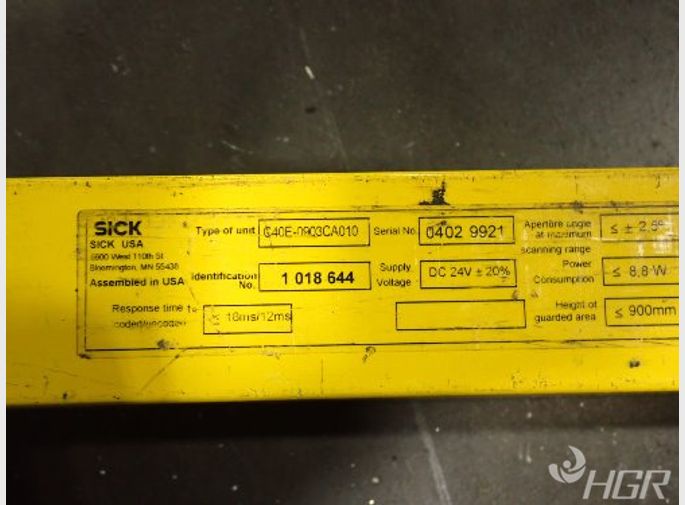 SICK
SICK USA
6900 West 110th St
Bloomington, MN 55438
Assembled in USA
Type of unit C40E-0903CA010
Serial No. 0402 9921
Aperture angle
at maximum
scanning range
≤ ± 2,5°
Identification
No.
1 018 644
Supply
Voltage
DC 24V ± 20%
Power
Consumption
≤ 8,8 W
Response time
coded/uncoded
≤ 18ms/12ms
Height of
guarded area
≤ 900mm
HGR